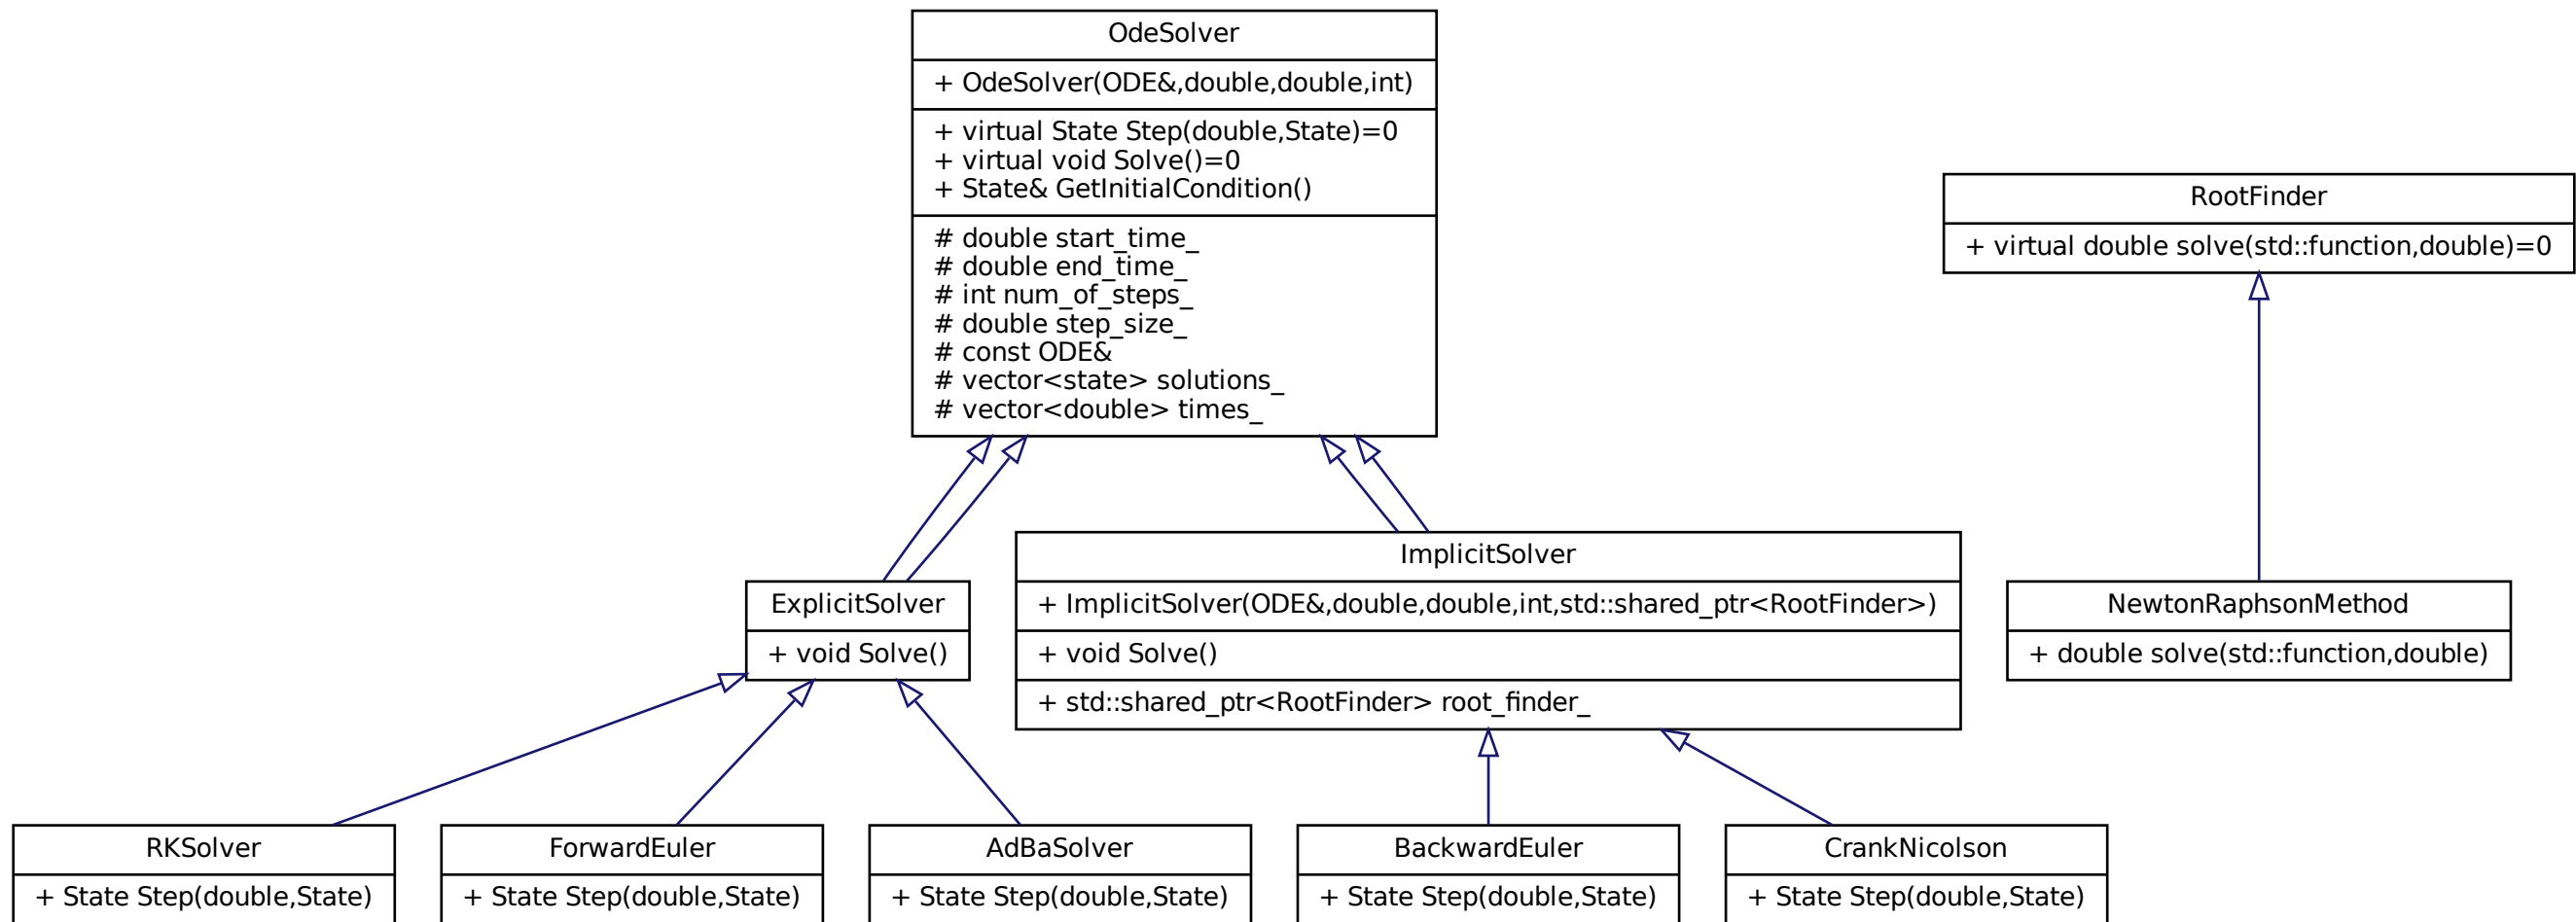 OdeSolver
+ OdeSolver(ODE&,double,double,int)
+ virtual State Step(double,State)=0
+ virtual void Solve()=0
+ State& GetInitialCondition()
# double start_time_
# double end_time_
# int num_of_steps_
# double step_size_
# const ODE&
# vector<state> solutions_
# vector<double> times_
RootFinder
+ virtual double solve(std::function,double)=0
ExplicitSolver
+ void Solve()
ImplicitSolver
+ ImplicitSolver(ODE&,double,double,int,std::shared_ptr<RootFinder>)
+ void Solve()
+ std::shared_ptr<RootFinder> root_finder_
NewtonRaphsonMethod
+ double solve(std::function,double)
RKSolver
+ State Step(double,State)
ForwardEuler
+ State Step(double,State)
AdBaSolver
+ State Step(double,State)
BackwardEuler
+ State Step(double,State)
CrankNicolson
+ State Step(double,State)